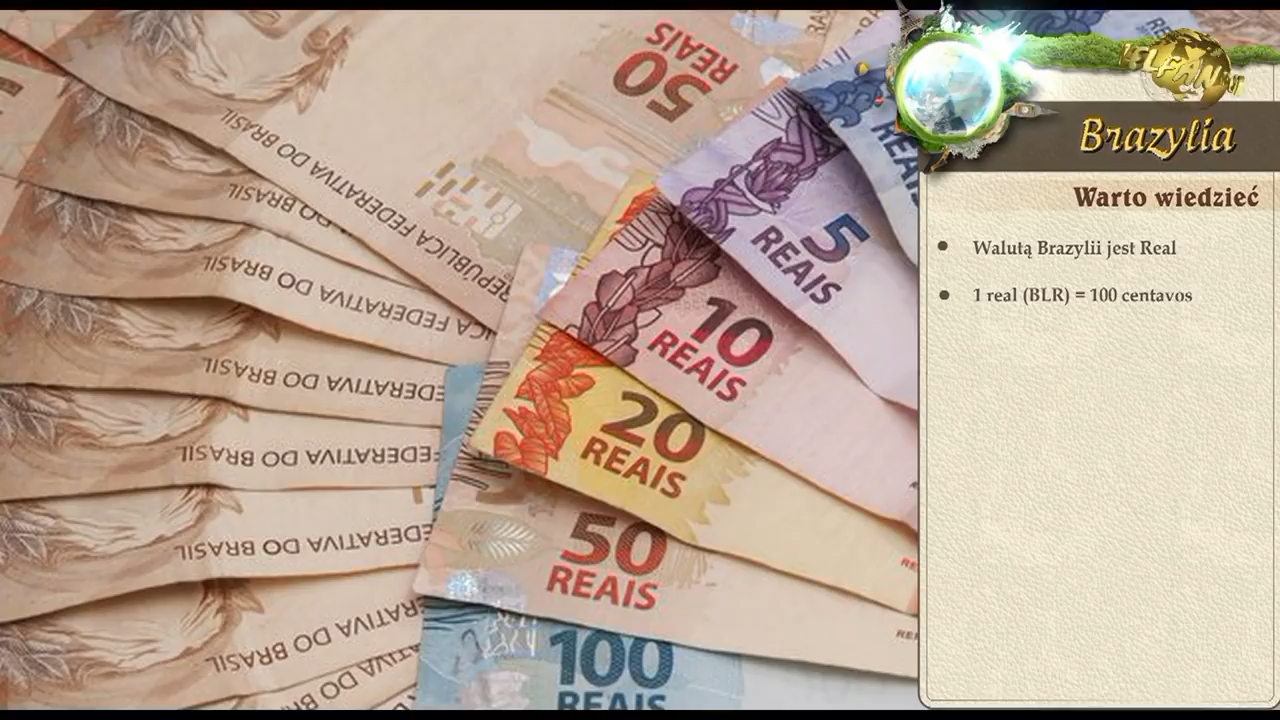 Brazylia
Warto wiedzieć
Walutą Brazylii jest Real
1 real (BLR) = 100 centavos
50
REAIS
REPÚBLICA FEDERATIVA DO BRASIL
DO BRASIL
FEDERATIVA DO BRASIL
FEDERATIVA DO BRASIL
FEDERATIVA DO BRASIL
FEDERATIVA DO BRASIL
FEDERATIVA DO BRASIL
5
REAIS
10
REAIS
20
REAIS
50
REAIS
100
REAIS